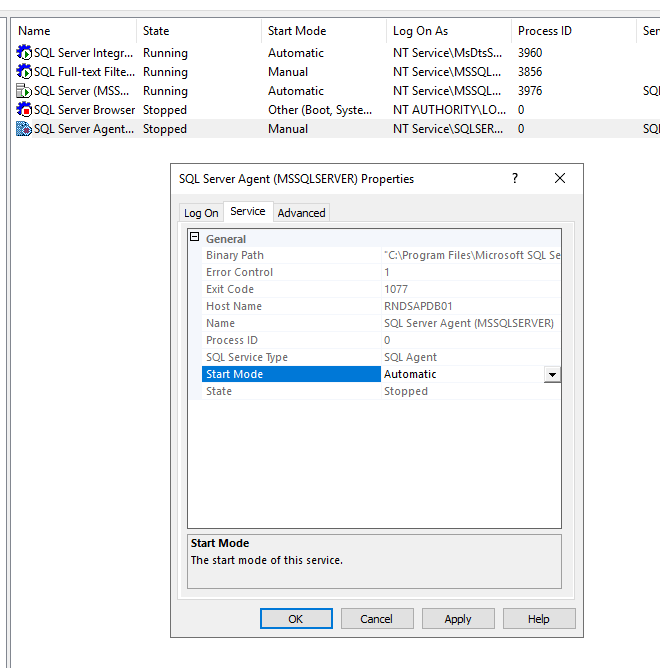 Name State Start Mode Log On As Process ID Ser
SQL Server Integr... Running Automatic NT Service\MsDtsS... 3960
SQL Full-text Filte... Running Manual NT Service\MSSQL... 3856
SQL Server (MSS... Running Automatic NT Service\MSSQL... 3976 SQL
SQL Server Browser Stopped Other (Boot, Syste... NT AUTHORITY\LO... 0
SQL Server Agent... Stopped Manual NT Service\SQLSER... 0 SQL
SQL Server Agent (MSSQLSERVER) Properties ?
Log On Service Advanced
General
Binary Path "C:\Program Files\Microsoft SQL Se
Error Control 1
Exit Code 1077
Host Name RNDSAPDB01
Name SQL Server Agent (MSSQLSERVER)
Process ID 0
SQL Service Type SQL Agent
Start Mode Automatic
State Stopped
Start Mode
The start mode of this service.
OK Cancel Apply Help